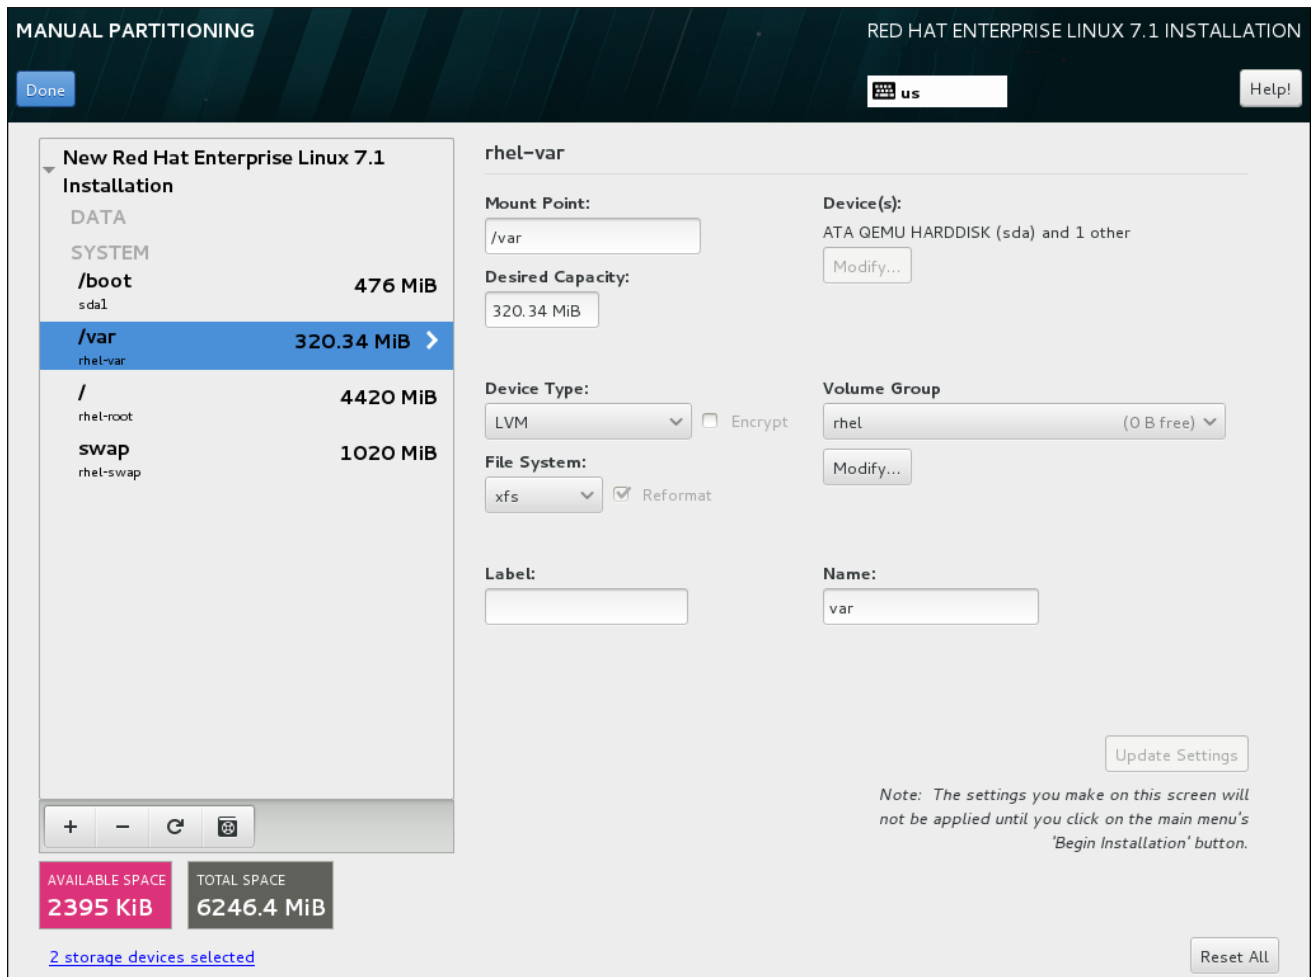 MANUAL PARTITIONING
RED HAT ENTERPRISE LINUX 7.1 INSTALLATION
Done
us
Help!
New Red Hat Enterprise Linux 7.1
Installation
DATA
SYSTEM
/boot 476 MiB
sda1
/var 320.34 MiB
rhel-var
/ 4420 MiB
rhel-root
swap 1020 MiB
rhel-swap
+ −
AVAILABLE SPACE
2395 KiB
TOTAL SPACE
6246.4 MiB
2 storage devices selected
rhel-var
Mount Point:
/var
Desired Capacity:
320.34 MiB
Device(s):
ATA QEMU HARDDISK (sda) and 1 other
Modify...
Device Type:
LVM
Encrypt
File System:
xfs
Reformat
Volume Group
rhel (0 B free)
Modify...
Label:
Name:
var
Update Settings
Note: The settings you make on this screen will
not be applied until you click on the main menu's
'Begin Installation' button.
Reset All